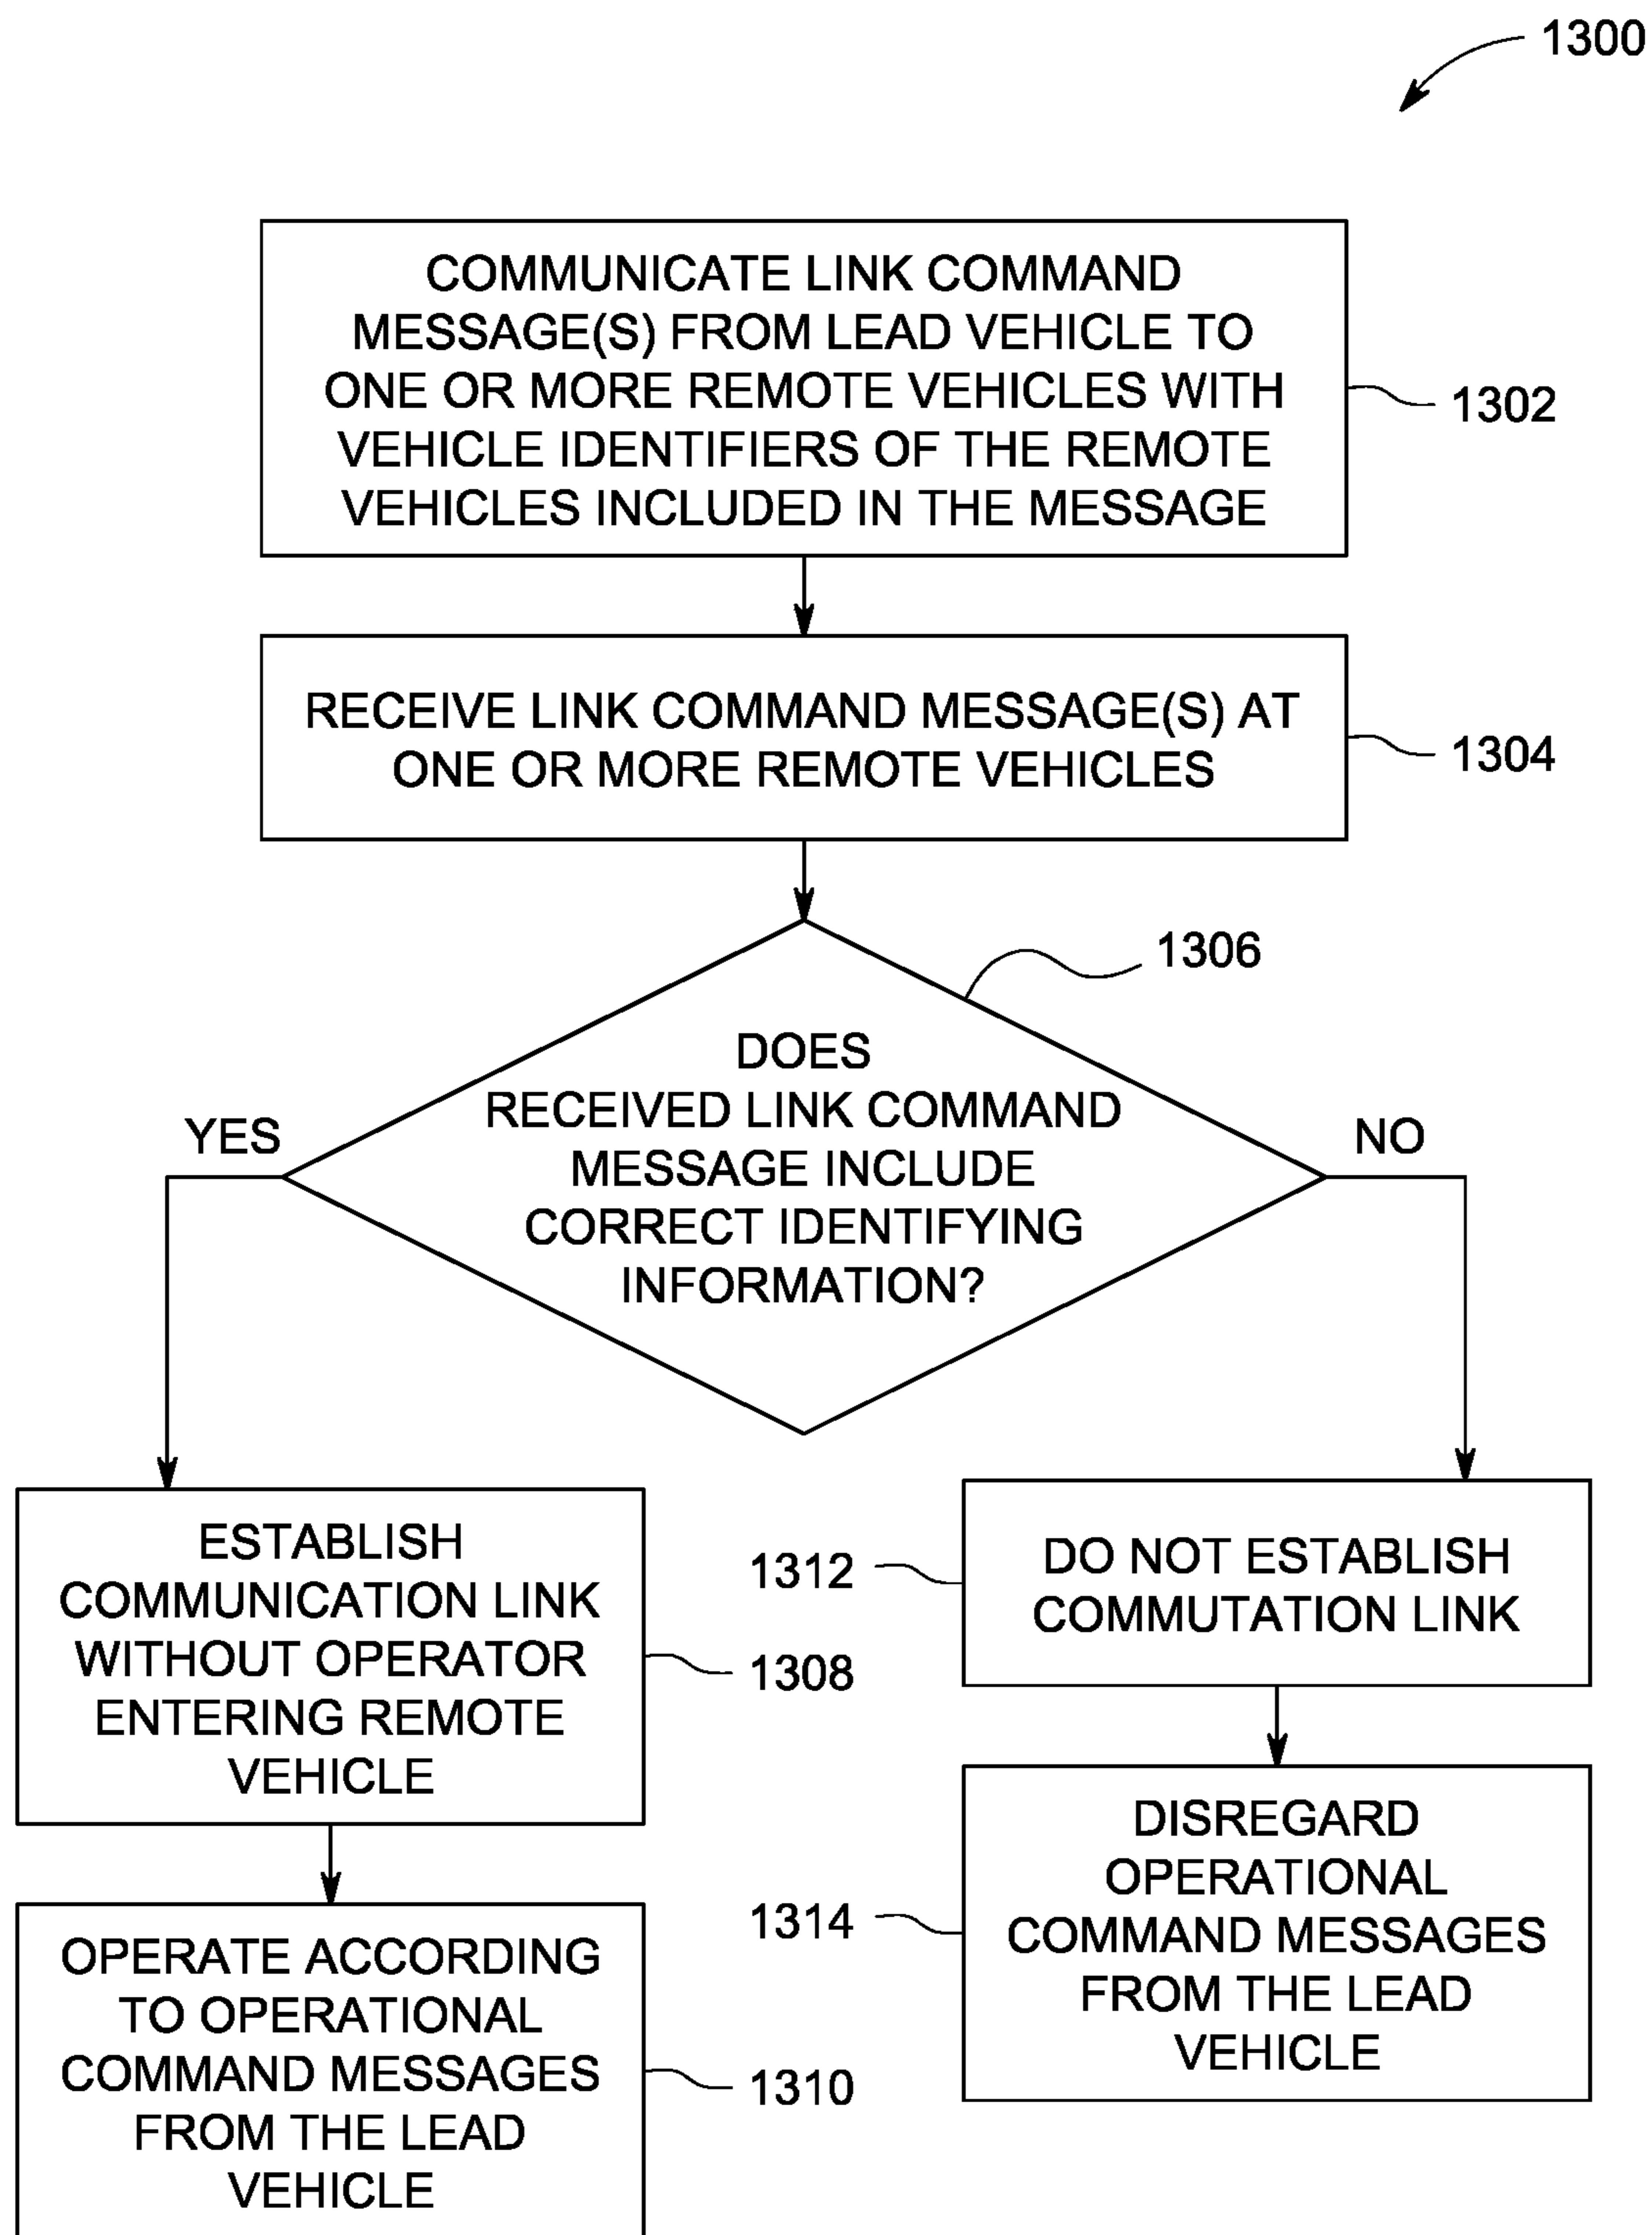 1300
COMMUNICATE LINK COMMAND
MESSAGE(S) FROM LEAD VEHICLE TO
ONE OR MORE REMOTE VEHICLES WITH
VEHICLE IDENTIFIERS OF THE REMOTE
VEHICLES INCLUDED IN THE MESSAGE
1302
RECEIVE LINK COMMAND MESSAGE(S) AT
ONE OR MORE REMOTE VEHICLES
1304
1306
DOES
RECEIVED LINK COMMAND
MESSAGE INCLUDE
CORRECT IDENTIFYING
INFORMATION?
YES
NO
ESTABLISH
COMMUNICATION LINK
WITHOUT OPERATOR
ENTERING REMOTE
VEHICLE
1308
OPERATE ACCORDING
TO OPERATIONAL
COMMAND MESSAGES
FROM THE LEAD
VEHICLE
1310
1312
DO NOT ESTABLISH
COMMUTATION LINK
1314
DISREGARD
OPERATIONAL
COMMAND MESSAGES
FROM THE LEAD
VEHICLE